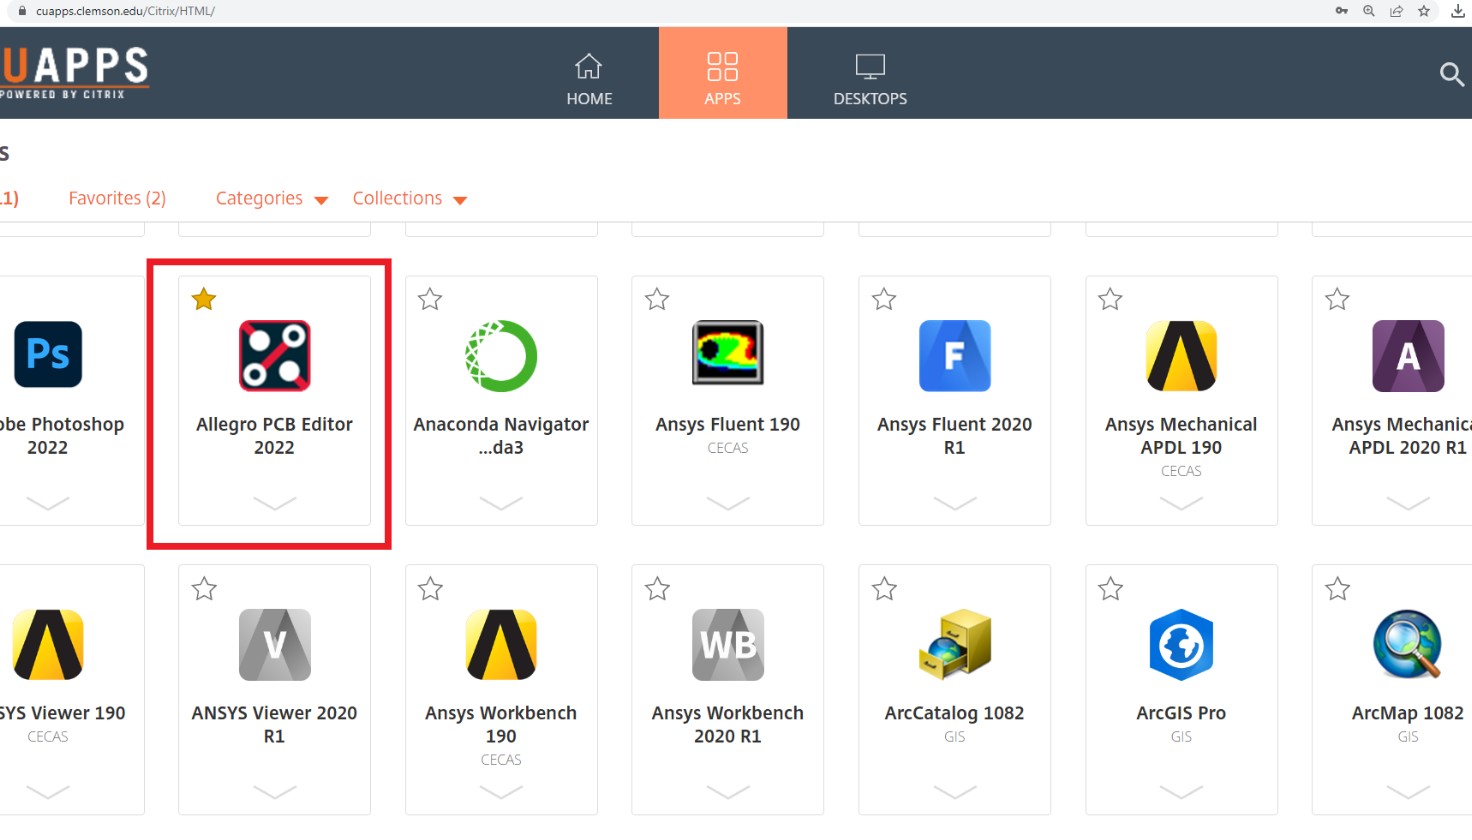 cuapps.clemson.edu/Citrix/HTML/
UAPPS
POWERED BY CITRIX
HOME
APPS
DESKTOPS
s
1)
Favorites (2)
Categories
Collections
Ps
F
A
obe Photoshop
2022
Allegro PCB Editor
2022
Anaconda Navigator
...da3
Ansys Fluent 190
CECAS
Ansys Fluent 2020
R1
Ansys Mechanical
APDL 190
CECAS
Ansys Mechanica
APDL 2020 R1
V
WB
SYS Viewer 190
CECAS
ANSYS Viewer 2020
R1
Ansys Workbench
190
CECAS
Ansys Workbench
2020 R1
ArcCatalog 1082
GIS
ArcGIS Pro
GIS
ArcMap 1082
GIS